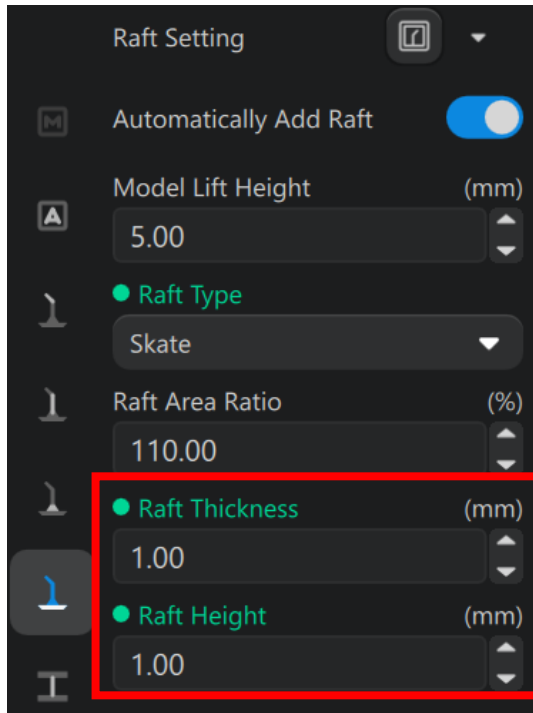 Raft Setting
Automatically Add Raft
Model Lift Height (mm)
5.00
Raft Type
Skate
Raft Area Ratio (%)
110.00
Raft Thickness (mm)
1.00
Raft Height (mm)
1.00